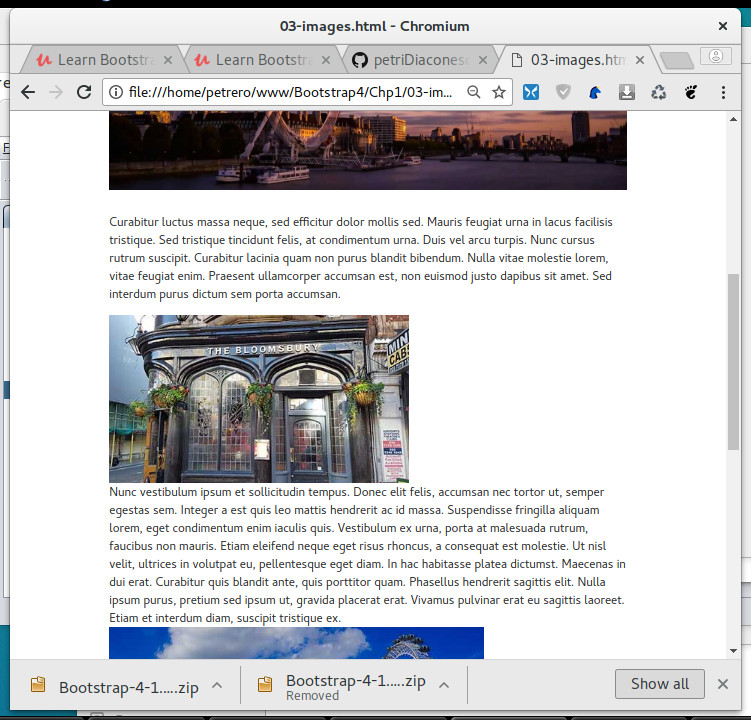 03-images.html - Chromium
Learn Bootstra
Learn Bootstra
petriDiacones
03-images.htm
file:///home/petrero/www/Bootstrap4/Chp1/03-im...
Curabitur luctus massa neque, sed efficitur dolor mollis sed. Mauris feugiat urna in lacus facilisis
tristique. Sed tristique tincidunt felis, at condimentum urna. Duis vel arcu turpis. Nunc cursus
rutrum suscipit. Curabitur lacinia quam non purus blandit bibendum. Nulla vitae molestie lorem,
vitae feugiat enim. Praesent ullamcorper accumsan est, non euismod justo dapibus sit amet. Sed
interdum purus dictum sem porta accumsan.
THE BLOOMSBURY
MINI
CABS
Nunc vestibulum ipsum et sollicitudin tempus. Donec elit felis, accumsan nec tortor ut, semper
egestas sem. Integer a est quis leo mattis hendrerit ac id massa. Suspendisse fringilla aliquam
lorem, eget condimentum enim iaculis quis. Vestibulum ex urna, porta at malesuada rutrum,
faucibus non mauris. Etiam eleifend neque eget risus rhoncus, a consequat est molestie. Ut nisl
velit, ultrices in volutpat eu, pellentesque eget diam. In hac habitasse platea dictumst. Maecenas in
dui erat. Curabitur quis blandit ante, quis porttitor quam. Phasellus hendrerit sagittis elit. Nulla
ipsum purus, pretium sed ipsum ut, gravida placerat erat. Vivamus pulvinar erat eu sagittis laoreet.
Etiam et interdum diam, suscipit tristique ex.
Bootstrap-4-1.....zip
Bootstrap-4-1.....zip
Removed
Show all